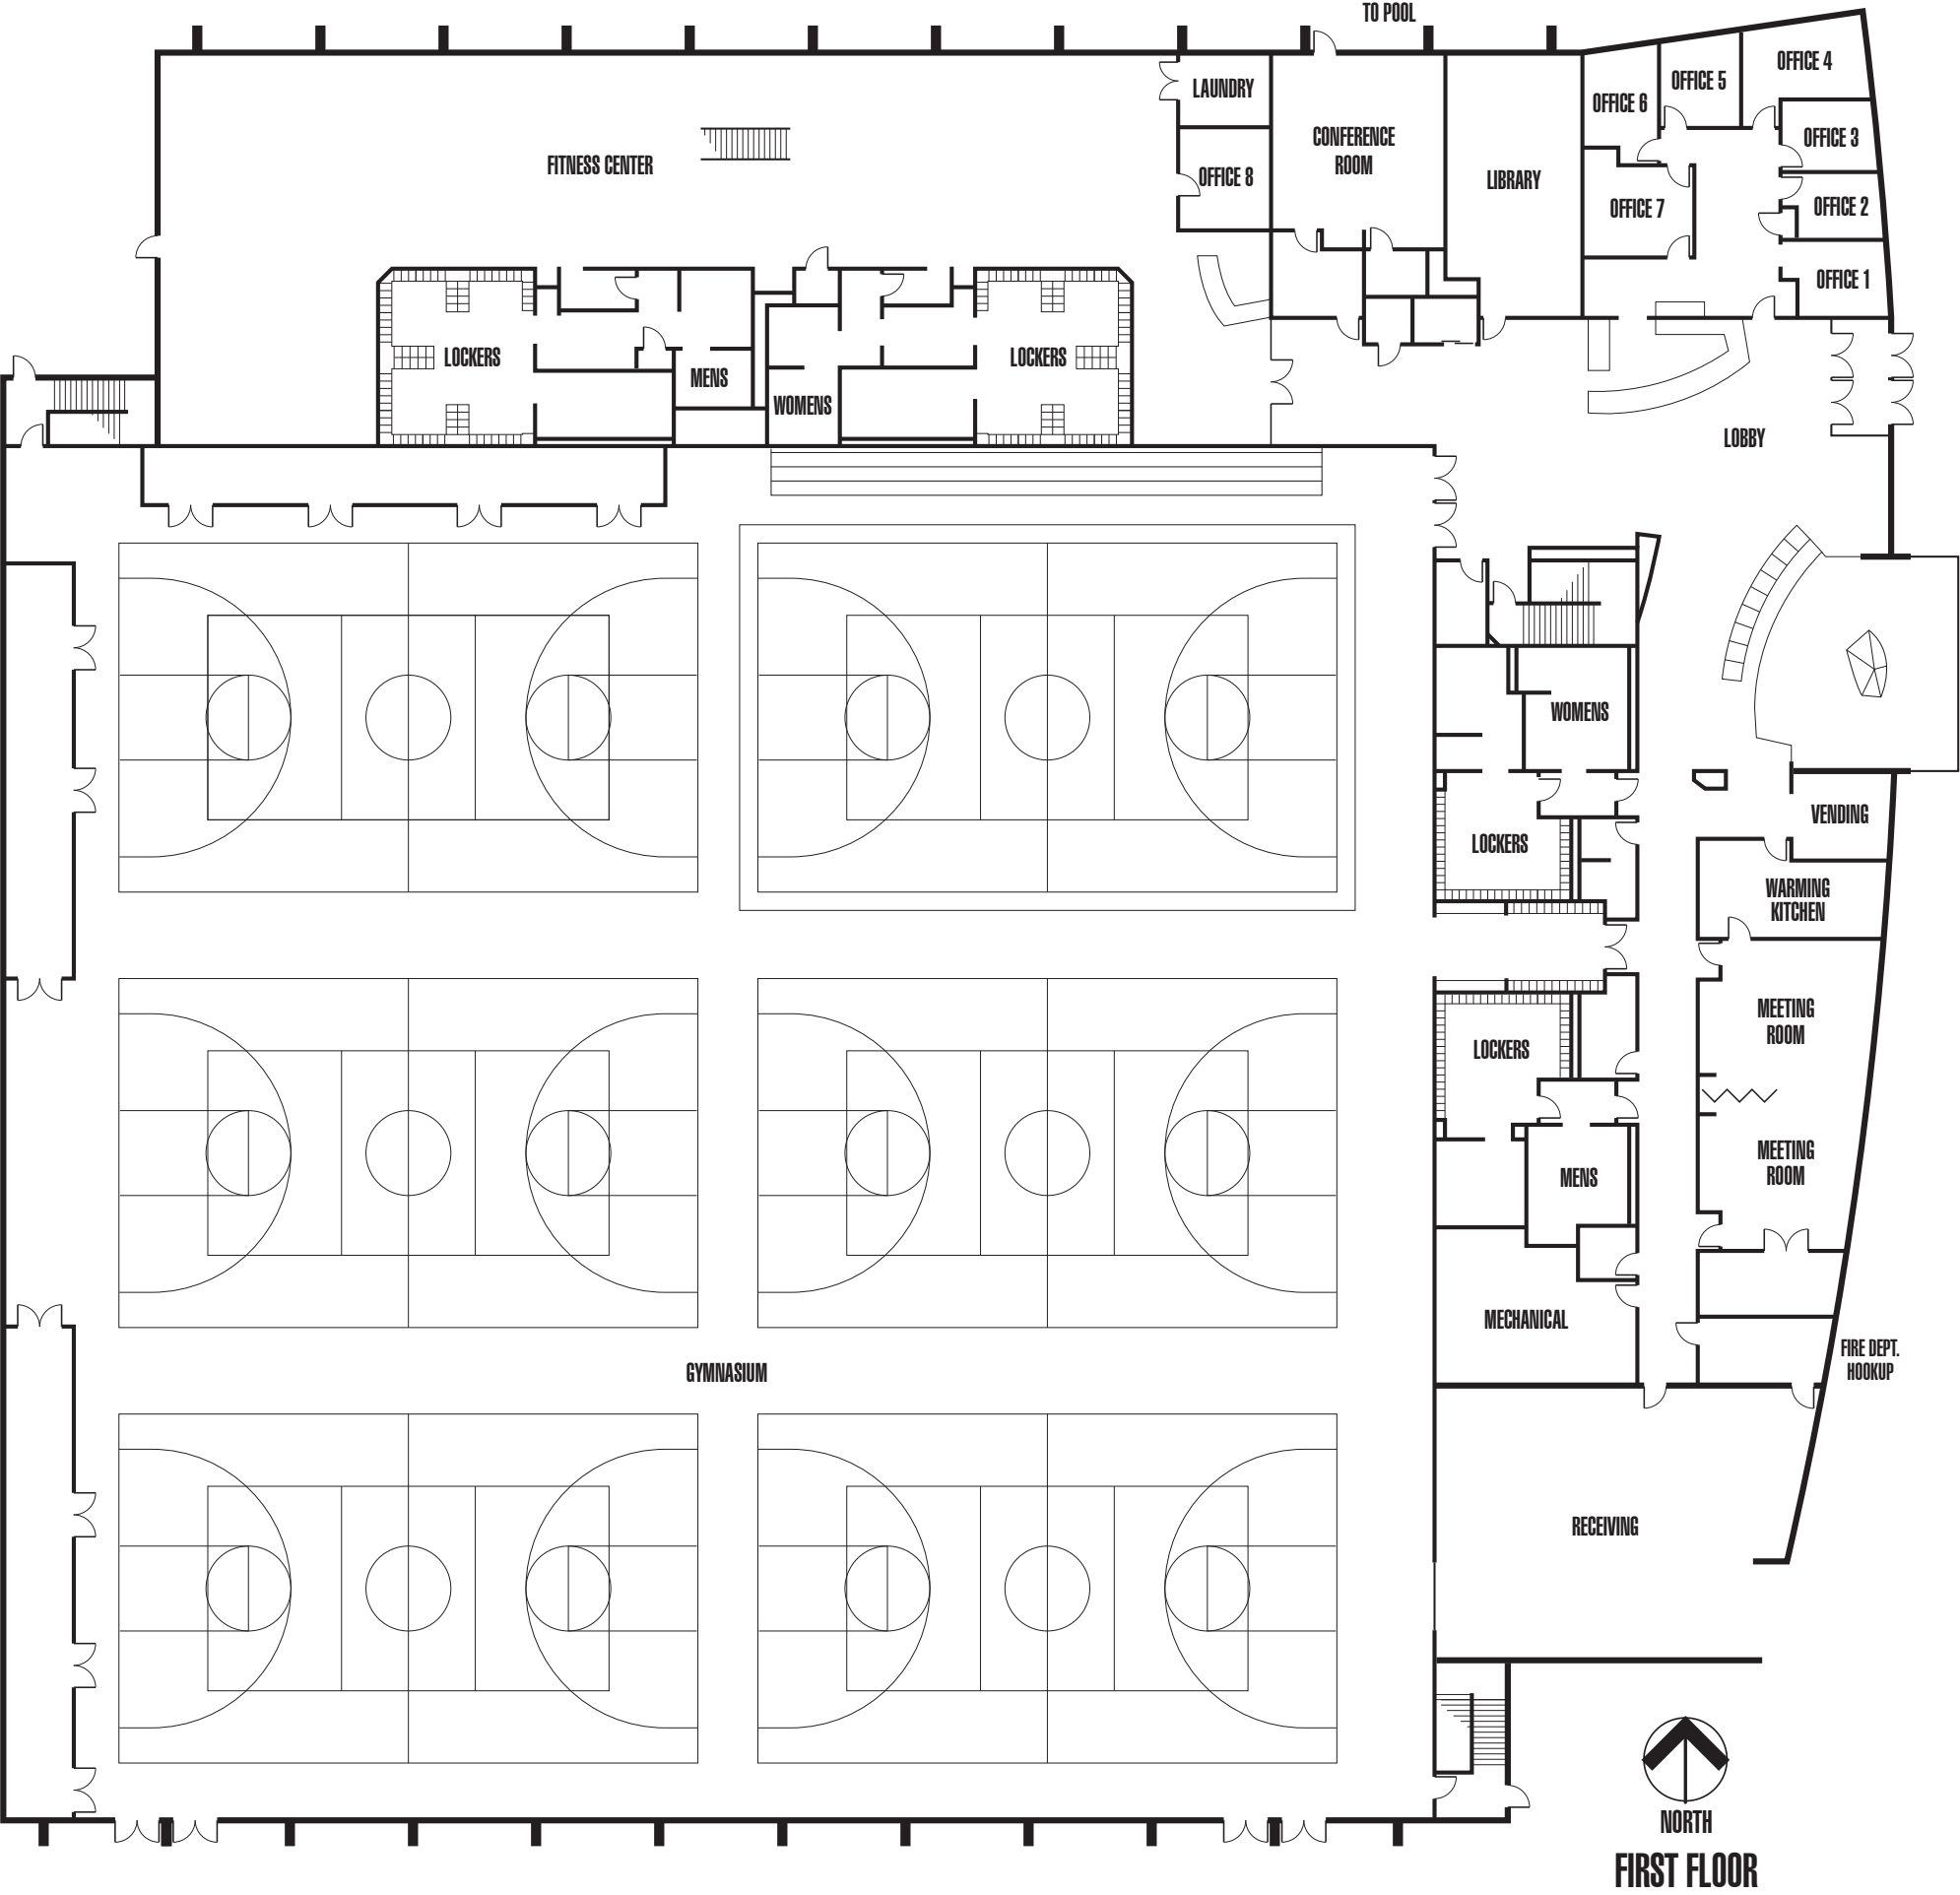 TO POOL
OFFICE 4
OFFICE 5
LAUNDRY
OFFICE 6
CONFERENCE
ROOM
OFFICE 3
FITNESS CENTER
OFFICE 8
LIBRARY
OFFICE 7
OFFICE 2
OFFICE 1
LOCKERS
LOCKERS
MENS
WOMENS
LOBBY
WOMENS
VENDING
LOCKERS
WARMING
KITCHEN
MEETING
ROOM
LOCKERS
MEETING
ROOM
MENS
MECHANICAL
FIRE DEPT.
HOOKUP
GYMNASIUM
RECEIVING
NORTH
FIRST FLOOR